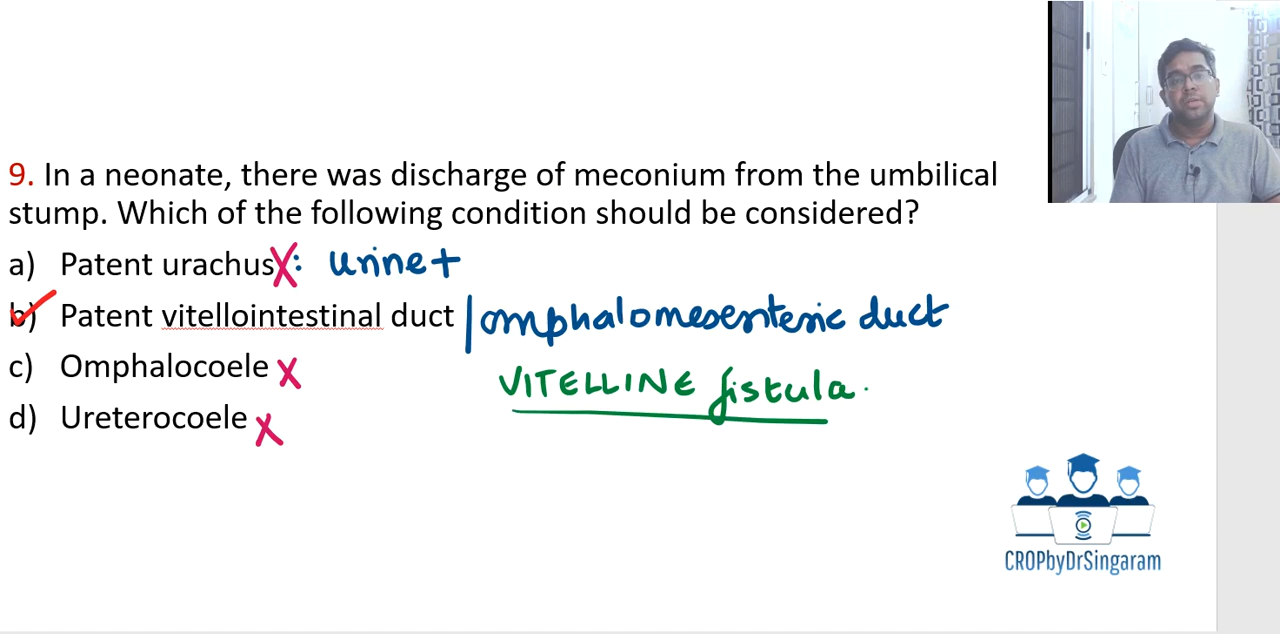 9. In a neonate, there was discharge of meconium from the umbilical
stump. Which of the following condition should be considered?
a) Patent urachus X: Urine+
b) Patent vitellointestinal duct / omphalomesenteric duct
c) Omphalocoele X
VITELLINE fistula.
d) Ureterocoele X
CROPbyDrSingaram